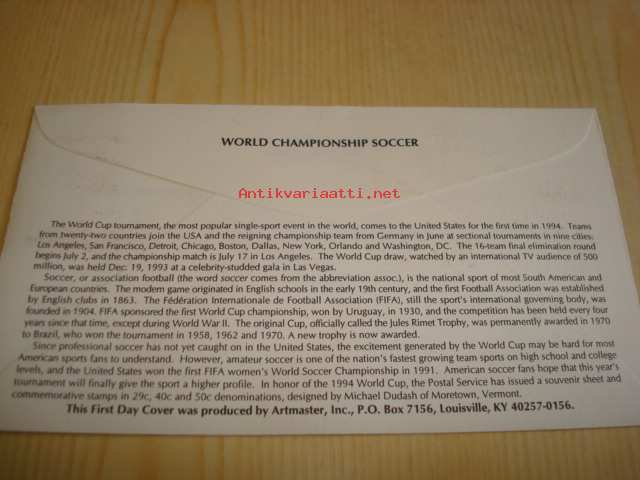 WORLD CHAMPIONSHIP SOCCER
Antikvariaatti.net
The World Cup tournament, the most popular single-sport event in the world, comes to the United States for the first time in 1994. Teams
from twenty-two countries join the USA and the reigning championship team from Germany in June at sectional tournaments in nine cities:
Los Angeles, San Francisco, Detroit, Chicago, Boston, Dallas, New York, Orlando and Washington, DC. The 16-team final elimination round
begins July 2, and the championship match is July 17 in Los Angeles. The World Cup draw, watched by an international TV audience of 500
million, was held Dec. 19, 1993 at a celebrity-studded gala in Las Vegas.
Soccer, or association football (the word soccer comes from the abbreviation assoc.), is the national sport of most South American and
European countries. The modern game originated in English schools in the early 19th century, and the first Football Association was established
by English clubs in 1863. The Fédération Internationale de Football Association (FIFA), still the sport's international governing body, was
founded in 1904. FIFA sponsored the first World Cup championship, won by Uruguay, in 1930, and the competition has been held every four
years since that time, except during World War II. The original Cup, officially called the Jules Rimet Trophy, was permanently awarded in 1970
to Brazil, who won the tournament in 1958, 1962 and 1970. A new trophy is now awarded.
Since professional soccer has not yet caught on in the United States, the excitement generated by the World Cup may be hard for most
American sports fans to understand. However, amateur soccer is one of the nation's fastest growing team sports on high school and college
levels, and the United States won the first FIFA women's World Soccer Championship in 1991. American soccer fans hope that this year's
tournament will finally give the sport a higher profile. In honor of the 1994 World Cup, the Postal Service has issued a souvenir sheet and
commemorative stamps in 29c, 40c and 50c denominations, designed by Michael Dudash of Moretown, Vermont.
This First Day Cover was produced by Artmaster, Inc., P.O. Box 7156, Louisville, KY 40257-0156.